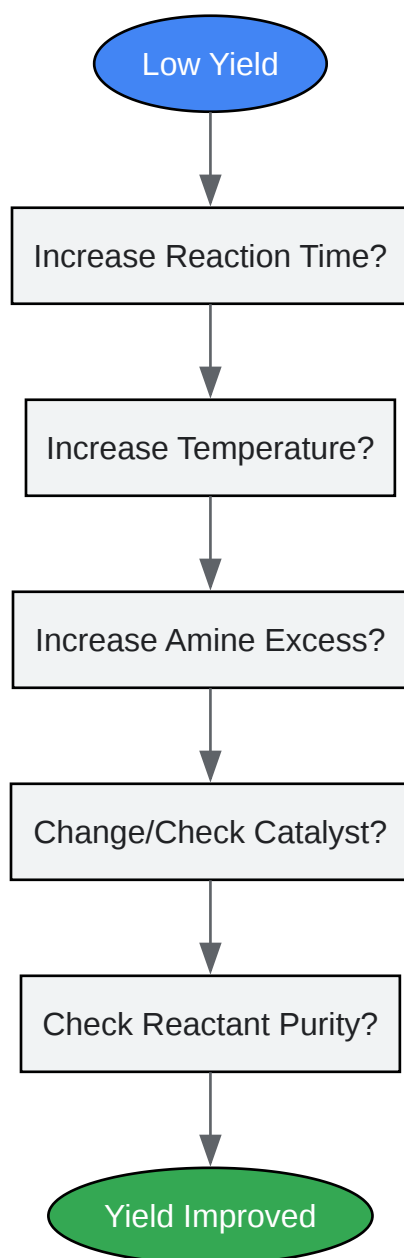 Low Yield
Increase Reaction Time?
Increase Temperature?
Increase Amine Excess?
Change/Check Catalyst?
Check Reactant Purity?
Yield Improved